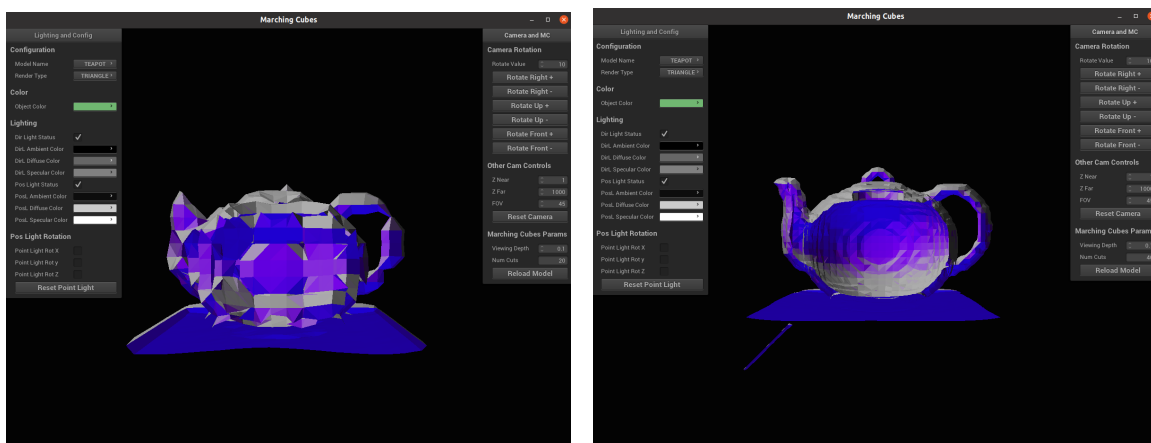 Marching Cubes
Lighting and Config
Configuration
Model Name TEAPOT
Render Type TRIANGLE
Color
Object Color
Lighting
Dir Light Status
DirL Ambient Color
DirL Diffuse Color
DirL Specular Color
Pos Light Status
PosL Ambient Color
PosL Diffuse Color
PosL Specular Color
Pos Light Rotation
Point Light Rot X
Point Light Rot y
Point Light Rot Z
Reset Point Light
Camera and MC
Camera Rotation
Rotate Value 10
Rotate Right +
Rotate Right -
Rotate Up +
Rotate Up -
Rotate Front +
Rotate Front -
Other Cam Controls
Z Near 1
Z Far 1000
FOV 45
Reset Camera
Marching Cubes Params
Viewing Depth 0.1
Num Cuts 20
Reload Model
Marching Cubes
Lighting and Config
Configuration
Model Name TEAPOT
Render Type TRIANGLE
Color
Object Color
Lighting
Dir Light Status
DirL Ambient Color
DirL Diffuse Color
DirL Specular Color
Pos Light Status
PosL Ambient Color
PosL Diffuse Color
PosL Specular Color
Pos Light Rotation
Point Light Rot X
Point Light Rot y
Point Light Rot Z
Reset Point Light
Camera and MC
Camera Rotation
Rotate Value
Rotate Right +
Rotate Right -
Rotate Up +
Rotate Up -
Rotate Front +
Rotate Front -
Other Cam Controls
Z Near
Z Far 1000
FOV 45
Reset Camera
Marching Cubes Param
Viewing Depth
Num Cuts
Reload Model